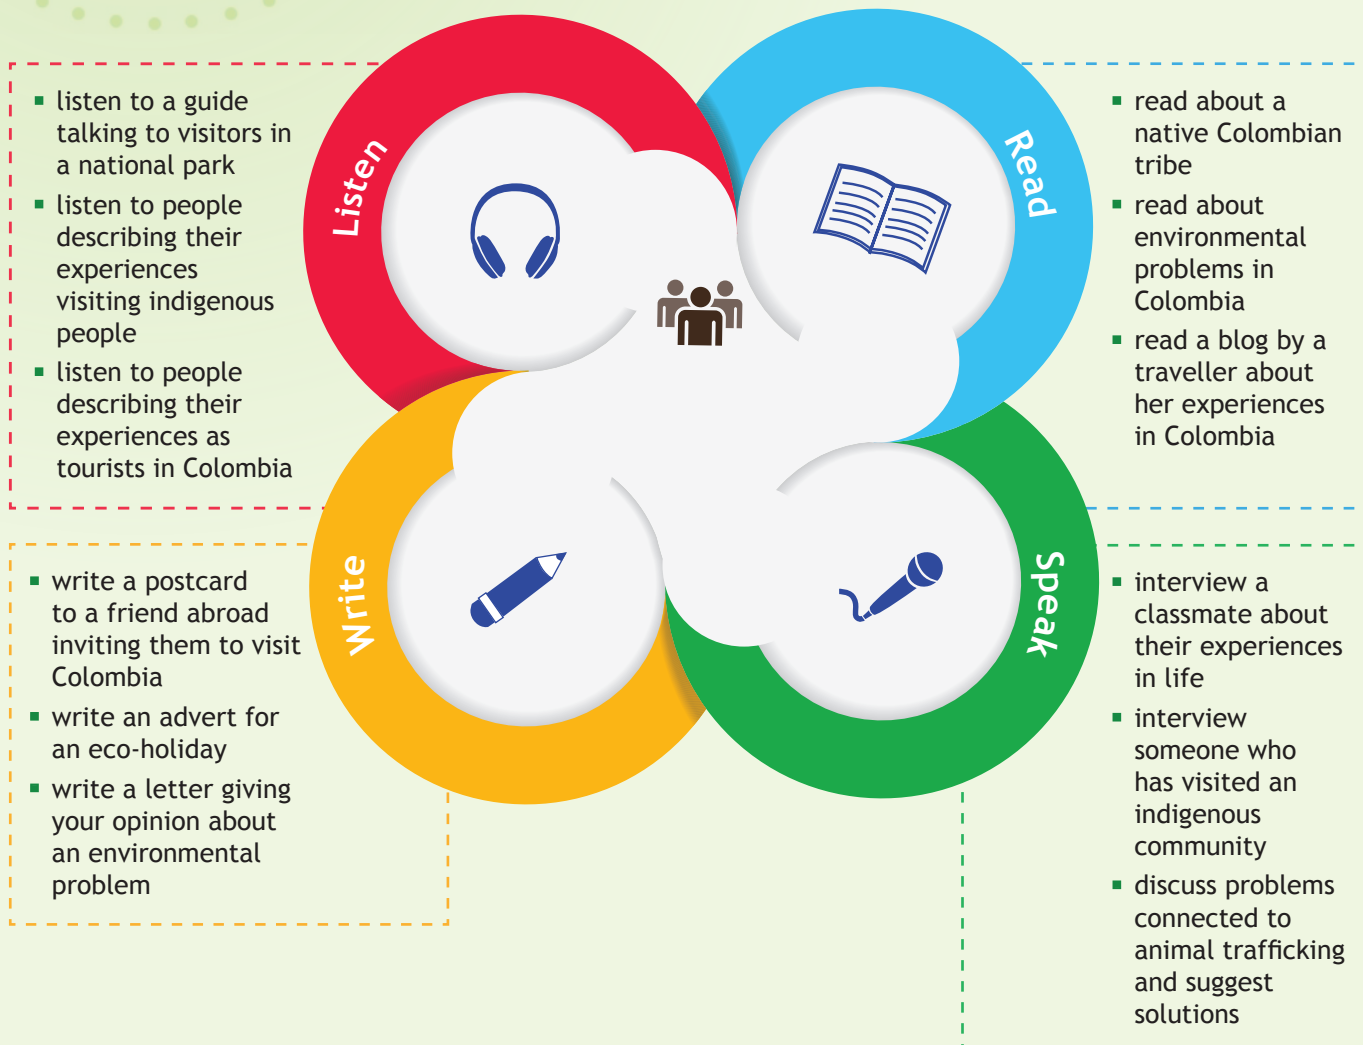 Listen
▪ listen to a guide
talking to visitors in
a national park
▪ listen to people
describing their
experiences
visiting indigenous
people
▪ listen to people
describing their
experiences as
tourists in Colombia
Read
▪ read about a
native Colombian
tribe
▪ read about
environmental
problems in
Colombia
▪ read a blog by a
traveller about
her experiences
in Colombia
Write
▪ write a postcard
to a friend abroad
inviting them to visit
Colombia
▪ write an advert for
an eco-holiday
▪ write a letter giving
your opinion about
an environmental
problem
Speak
▪ interview a
classmate about
their experiences
in life
▪ interview
someone who
has visited an
indigenous
community
▪ discuss problems
connected to
animal trafficking
and suggest
solutions